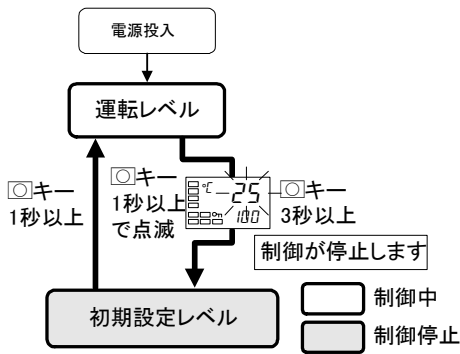 電源投入
運転レベル
○キー
1秒以上
○キー
1秒以上
で点滅
℃
25
100
○キー
3秒以上
制御が停止します
初期設定レベル
制御中
制御停止